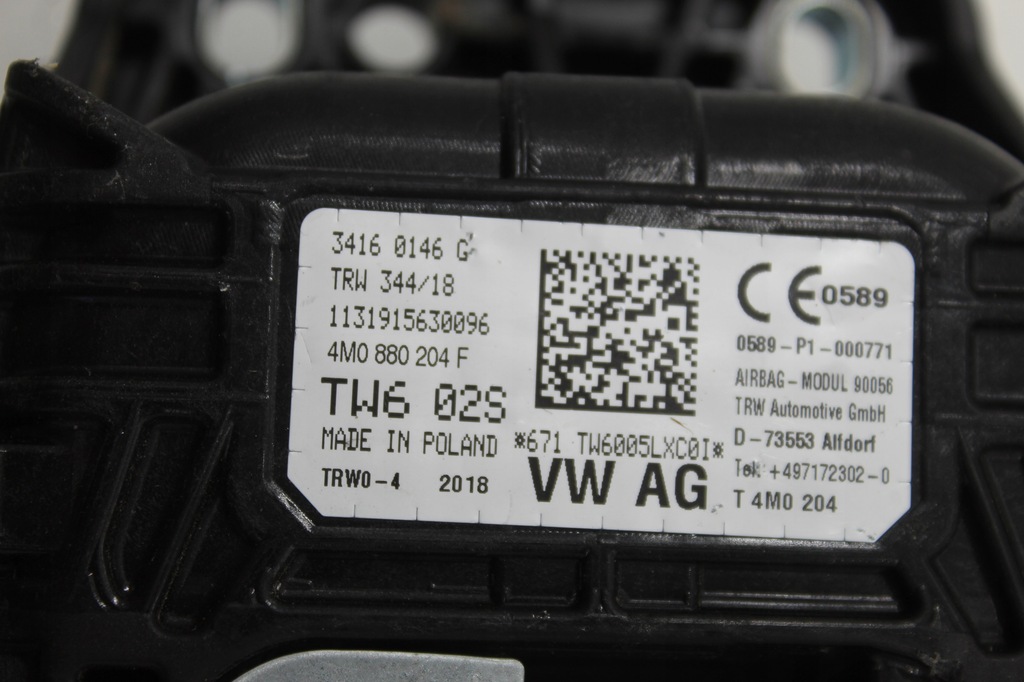 3416 0146 G
TRW 344/18
1131915630096
4M0 880 204 F
TW6 02S
MADE IN POLAND *671 TW6005LXC0I*
TRW0-4 2018 VW AG
CE 0589
0589-P1-000771
AIRBAG-MODUL 90056
TRW Automotive GmbH
D-73553 Alfdorf
Tel: +497172302-0
T 4M0 204